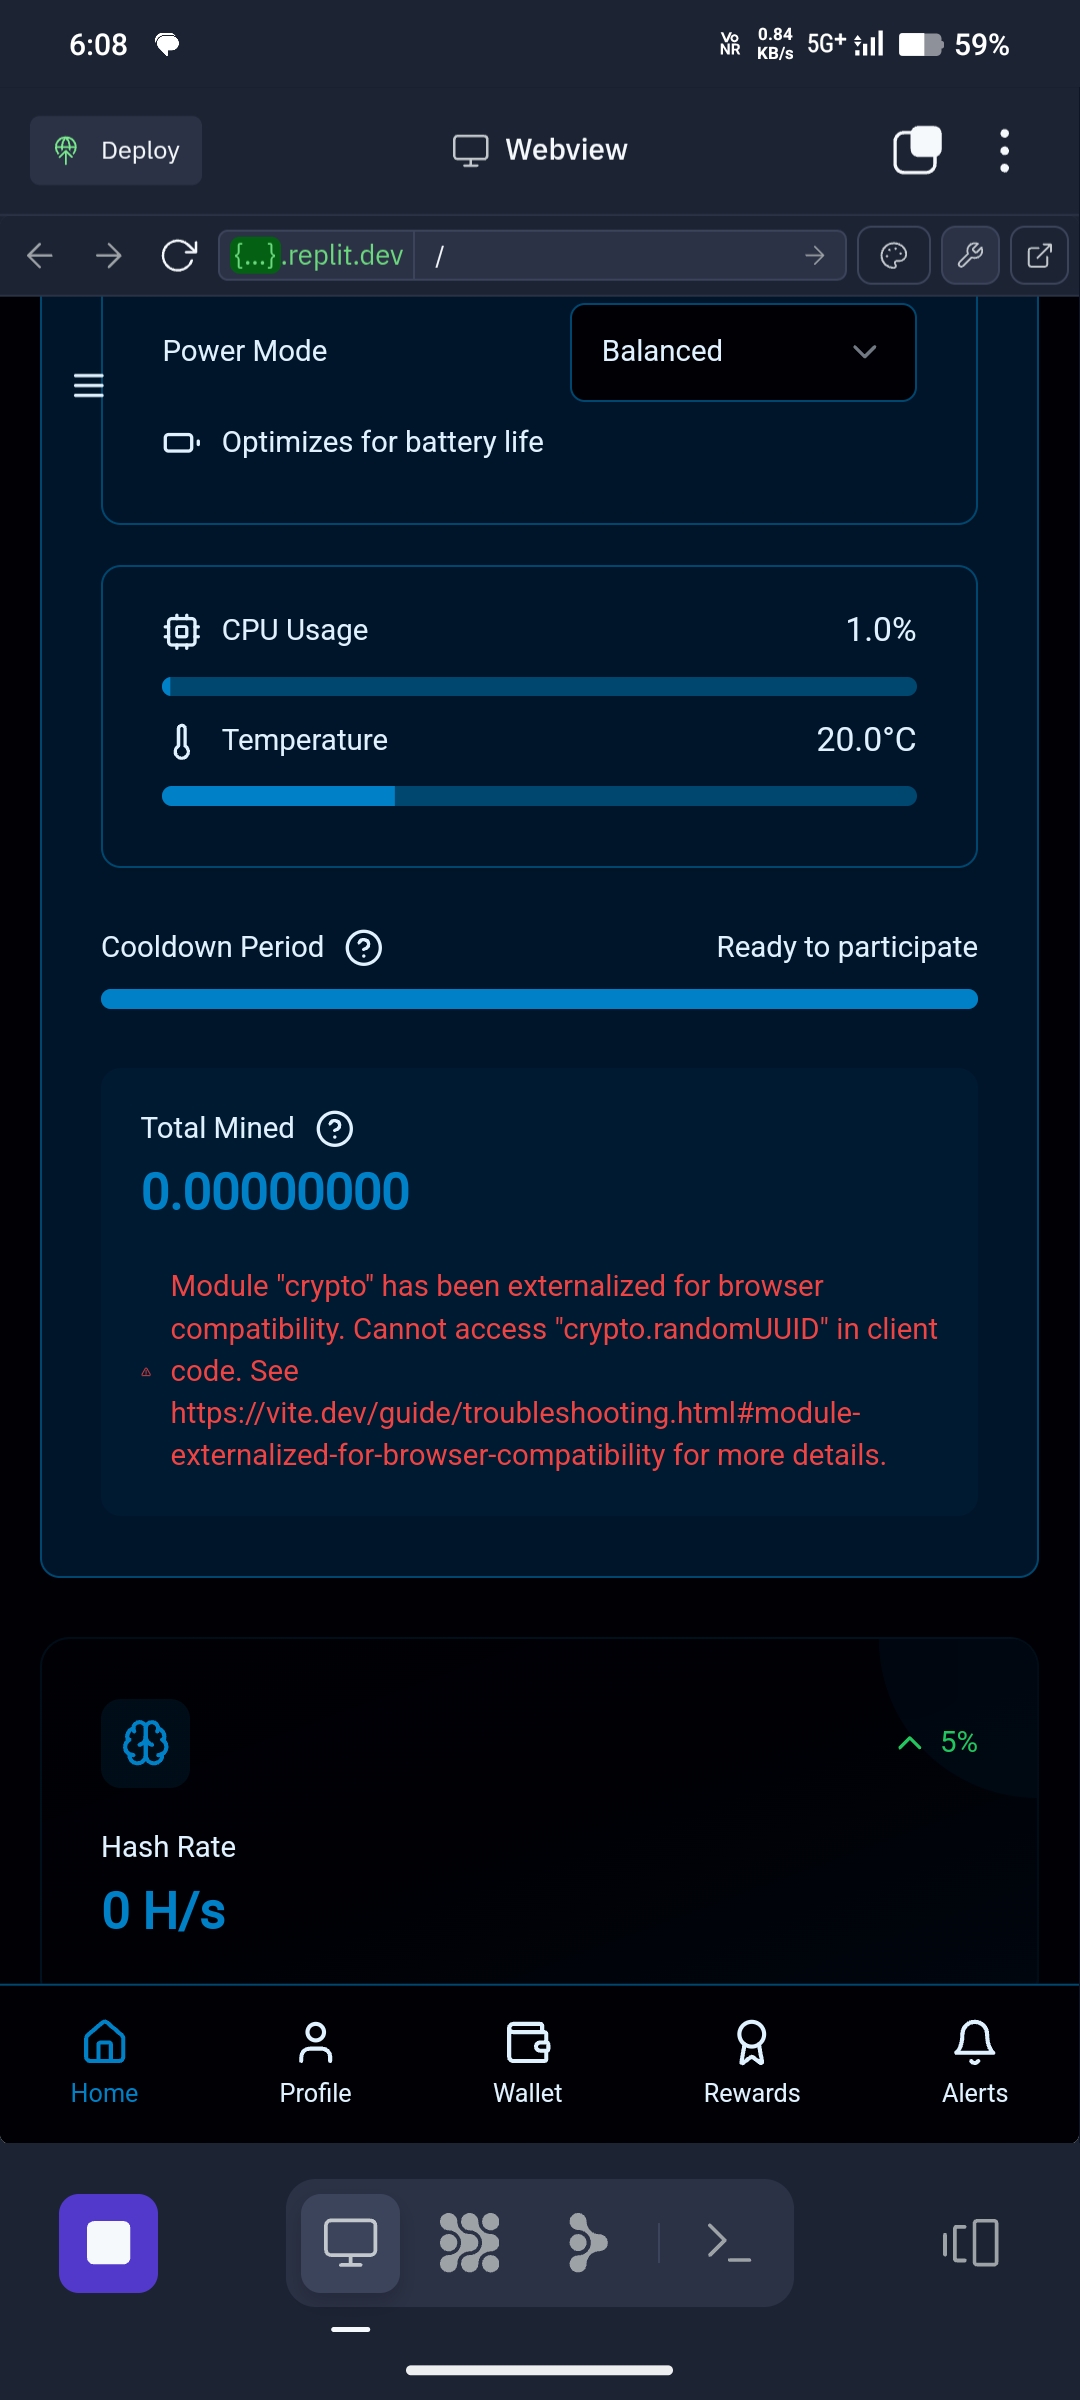 6:08
Vo NR
0.84 KB/s
5G+
59%
Deploy
Webview
{...}.replit.dev
/
Power Mode
Balanced
Optimizes for battery life
CPU Usage
1.0%
Temperature
20.0°C
Cooldown Period
Ready to participate
Total Mined
0.00000000
Module "crypto" has been externalized for browser
compatibility. Cannot access "crypto.randomUUID" in client
code. See
https://vite.dev/guide/troubleshooting.html#module-
externalized-for-browser-compatibility for more details.
5%
Hash Rate
0 H/s
Home
Profile
Wallet
Rewards
Alerts